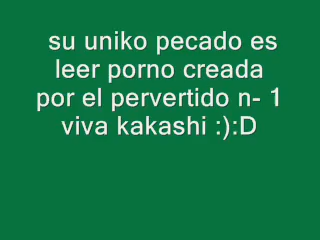 su uniko pecado es
leer porno creada
por el pervertido n- 1
viva kakashi :):D